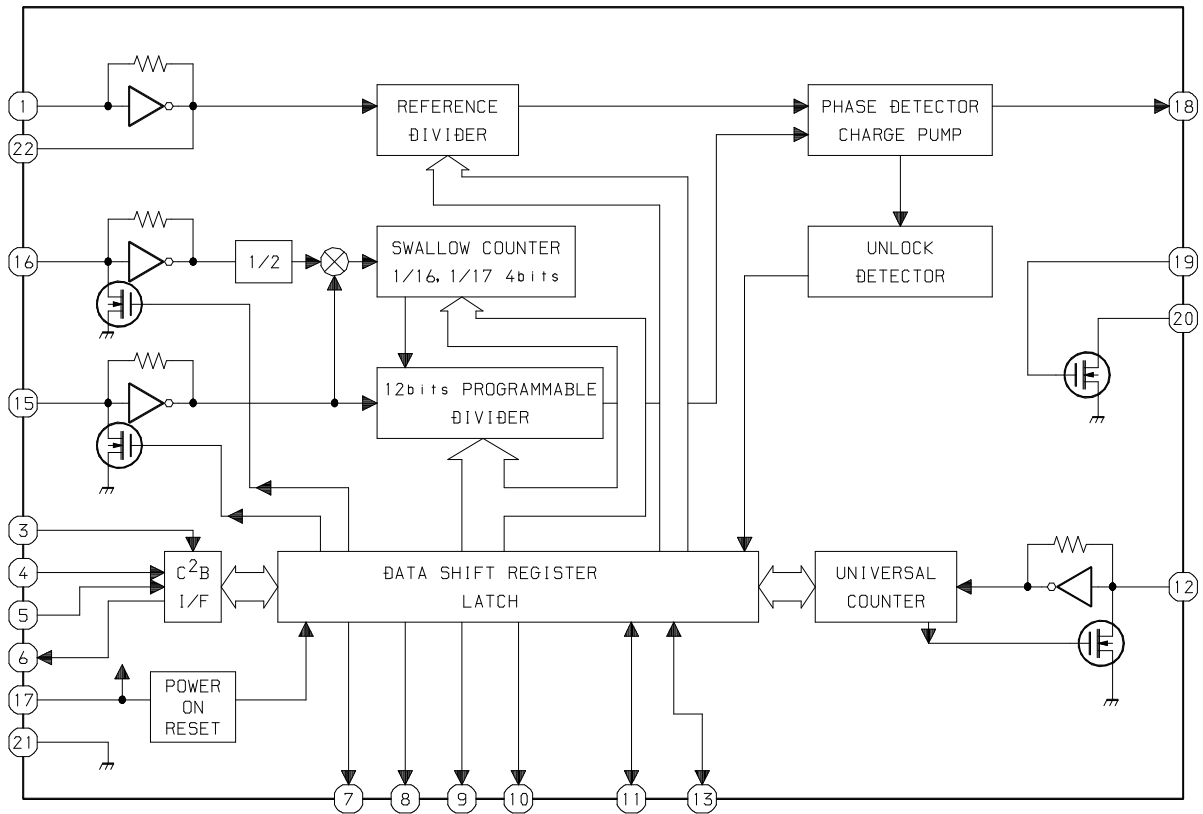 1
REFERENCE
DIVIDER
PHASE DETECTOR
CHARGE PUMP
18
22
16
1/2
SWALLOW COUNTER
1/16, 1/17 4bits
UNLOCK
DETECTOR
19
20
15
12bits PROGRAMMABLE
DIVIDER
3
4
5
6
C²B
I/F
DATA SHIFT REGISTER
LATCH
UNIVERSAL
COUNTER
12
17
POWER
ON
RESET
21
7
8
9
10
11
13